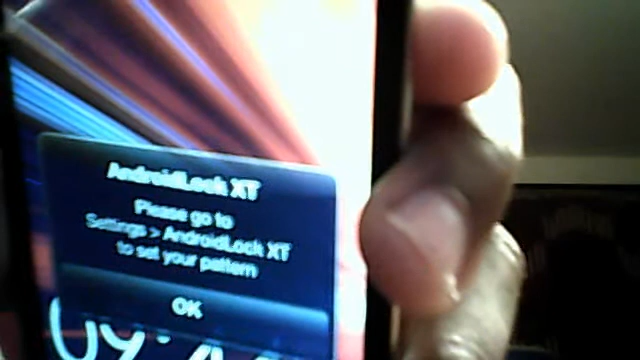 AndroidLock XT
Please go to
Settings > AndroidLock XT
to set your pattern
OK